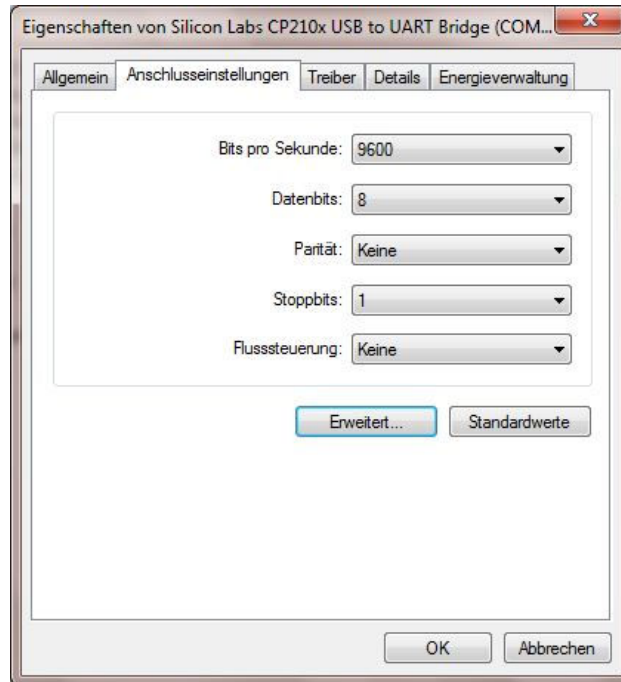 Eigenschaften von Silicon Labs CP210x USB to UART Bridge (COM...
Allgemein Anschlusseinstellungen Treiber Details Energieverwaltung
Bits pro Sekunde: 9600
Datenbits: 8
Parität: Keine
Stoppbits: 1
Flusssteuerung: Keine
Erweitert... Standardwerte
OK Abbrechen